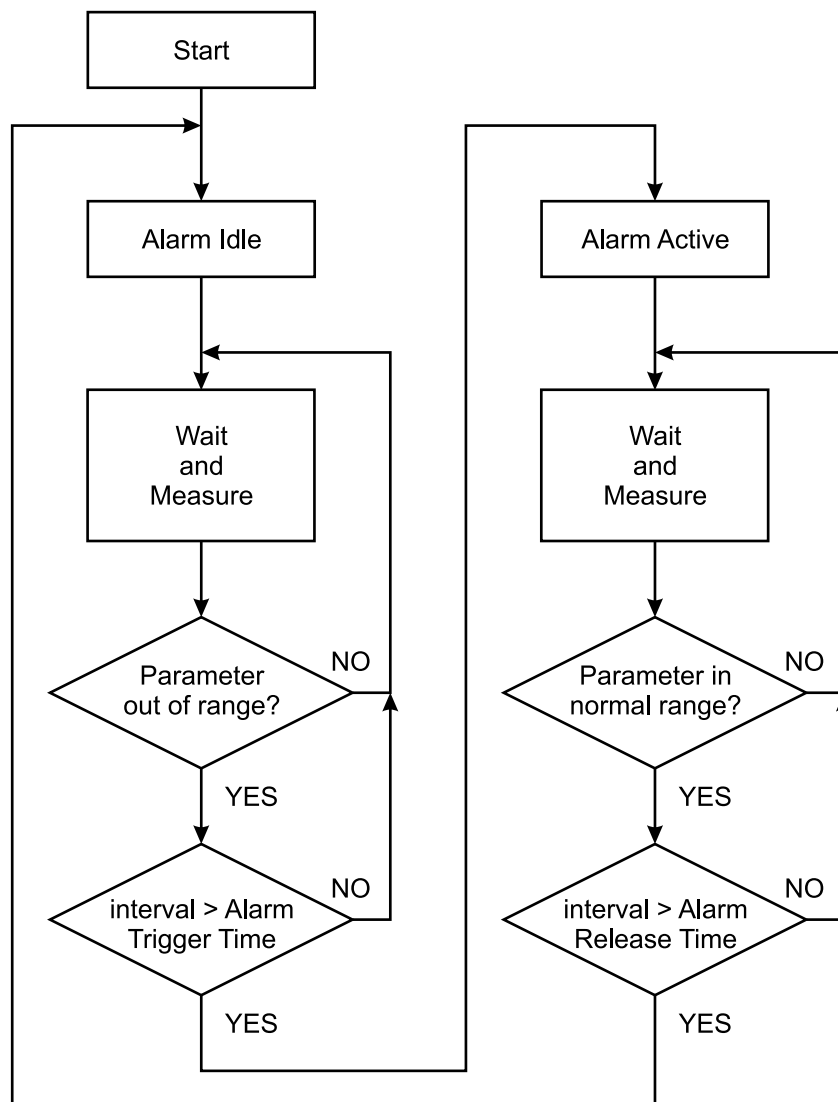 Start
Alarm Idle
Wait
and
Measure
Parameter
out of range?
NO
YES
interval > Alarm
Trigger Time
NO
YES
Alarm Active
Wait
and
Measure
Parameter in
normal range?
NO
YES
interval > Alarm
Release Time
NO
YES